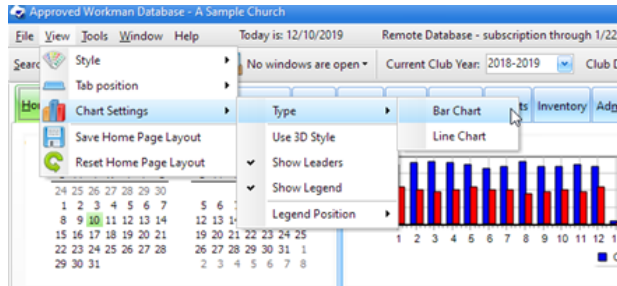 Approved Workman Database - A Sample Church
File View Tools Window Help Today is: 12/10/2019 Remote Database - subscription through 1/22
Style No windows are open Current Club Year: 2018-2019 Club D
Tab position
Chart Settings Type Bar Chart Inventory
Save Home Page Layout Use 3D Style Line Chart
Reset Home Page Layout Show Leaders
Show Legend
Legend Position
24 25 26 27 28 29 30
1 2 3 4 5 6 7 5 6
8 9 10 11 12 13 14 12 13
15 16 17 18 19 20 21 19 20 21 22 23 24 25
22 23 24 25 26 27 28 26 27 28 29 30 31 1
29 30 31 2 3 4 5 6 7 8
1 2 3 4 5 6 7 8 9 10 11 12